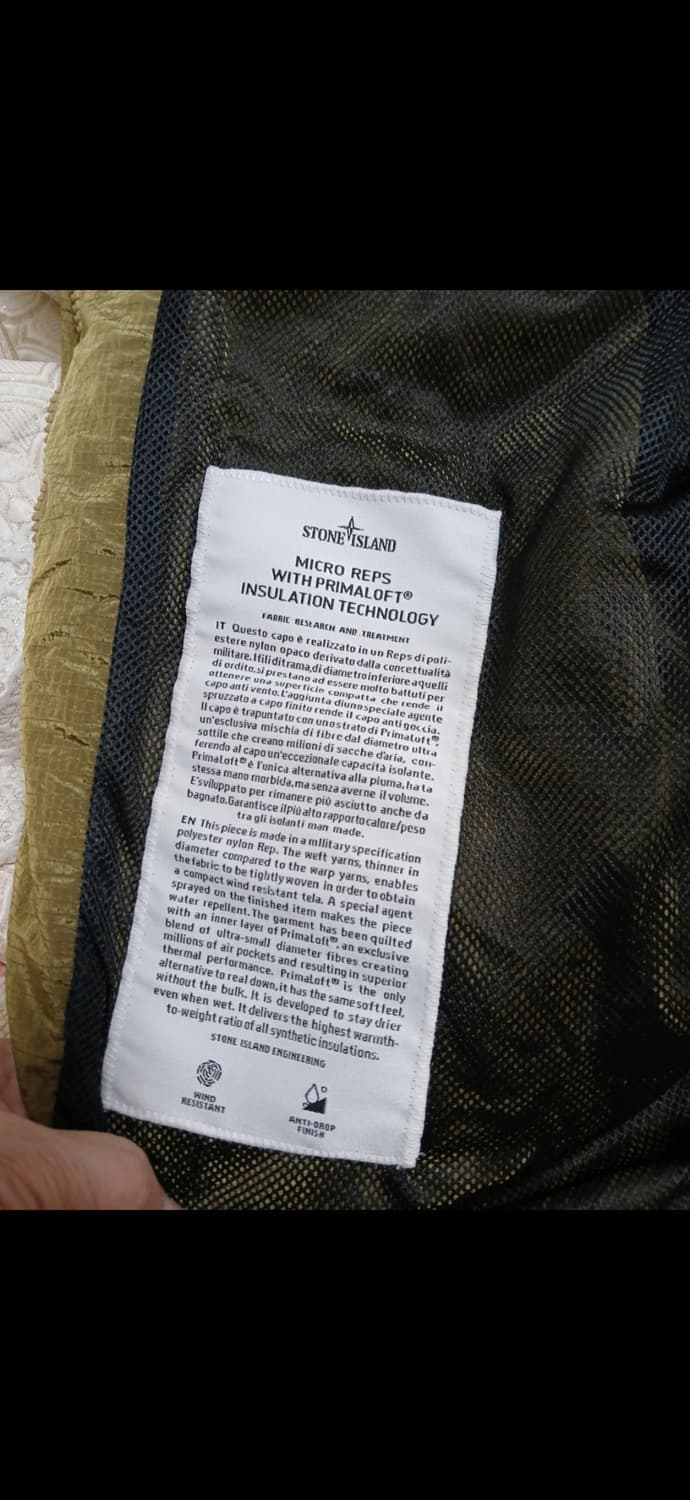 STONE ISLAND
MICRO REPS
WITH PRIMALOFT®
INSULATION TECHNOLOGY
FABRIC RESEARCH AND TREATMENT
IT Questo capo è realizzato in un Reps di poli-
estere nylon opaco derivato dalla concettualità
militare. I fili di trama, di diametro inferiore a quelli
di ordito, si prestano ad essere molto battuti per
ottenere una superficie compatta che rende il
capo anti vento. L'aggiunta di uno speciale agente
spruzzato a capo finito rende il capo anti goccia.
Il capo è trapuntato con uno strato di PrimaLoft®,
un'esclusiva mischia di fibre dal diametro ultra
sottile che creano milioni di sacche d'aria, con-
ferendo al capo un'eccezionale capacità isolante.
PrimaLoft® è l'unica alternativa alla piuma, ha la
stessa mano morbida, ma senza averne il volume.
E'sviluppato per rimanere più asciutto anche da
bagnato. Garantisce il più alto rapporto calore/peso
tra gli isolanti man made.
EN This piece is made in a military specification
polyester nylon Rep. The weft yarns, thinner in
diameter compared to the warp yarns, enables
the fabric to be tightly woven in order to obtain
a compact wind resistant tela. A special agent
sprayed on the finished item makes the piece
water repellent. The garment has been quilted
with an inner layer of PrimaLoft®, an exclusive
blend of ultra-small diameter fibres creating
millions of air pockets and resulting in superior
thermal performance. PrimaLoft® is the only
alternative to real down, it has the same soft feel,
without the bulk. It is developed to stay drier
even when wet. It delivers the highest warmth-
to-weight ratio of all synthetic insulations.
STONE ISLAND ENGINEERING
WIND
RESISTANT
ANTI-DROP
FINISH